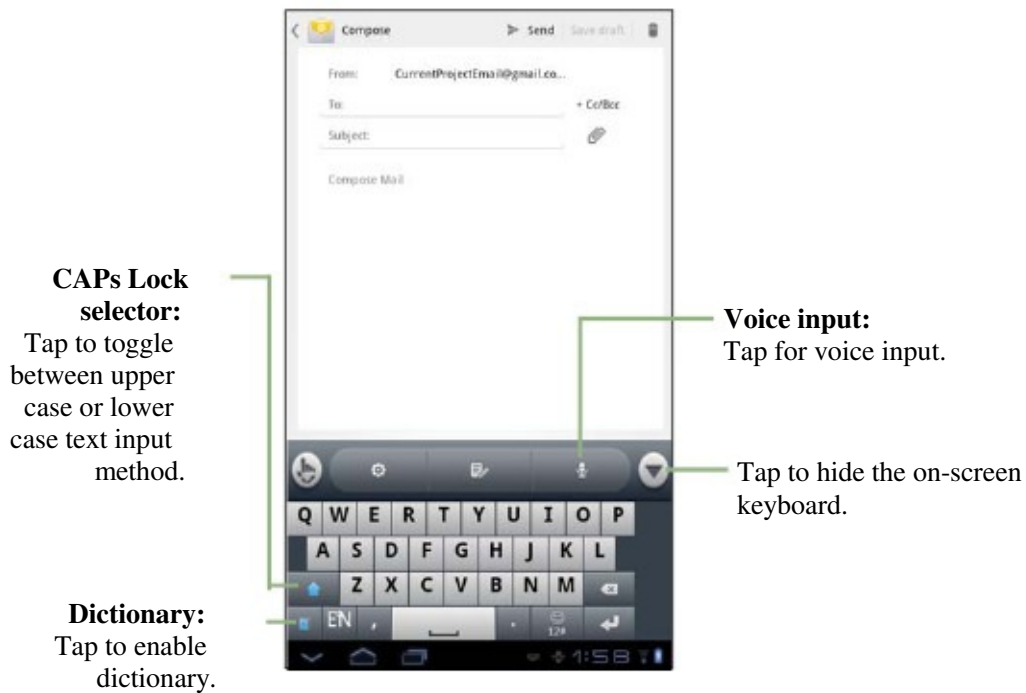 Compose
Send
Save draft
From: CurrentProjectEmail@gmail.co...
To:
+ Cc/Bcc
Subject:
Compose Mail
CAPs Lock
selector:
Tap to toggle
between upper
case or lower
case text input
method.
Voice input:
Tap for voice input.
Tap to hide the on-screen
keyboard.
Q W E R T Y U I O P
A S D F G H J K L
Z X C V B N M
EN , . 12#
Dictionary:
Tap to enable
dictionary.
1:58